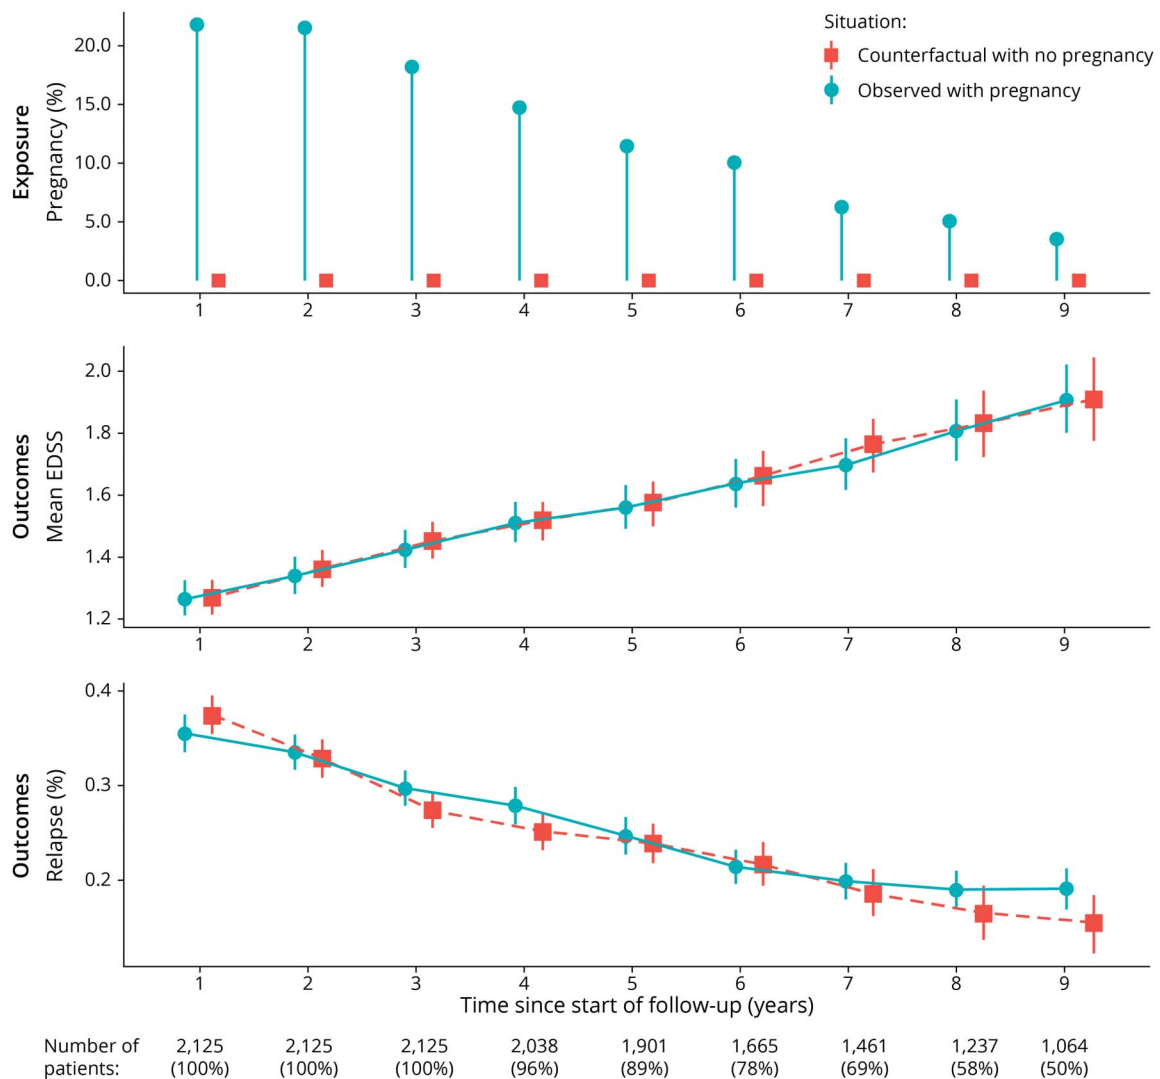 Situation:
Counterfactual with no pregnancy
Observed with pregnancy
Exposure
Pregnancy (%)
20.0
15.0
10.0
5.0
0.0
1 2 3 4 5 6 7 8 9
Outcomes
Mean EDSS
2.0
1.8
1.6
1.4
1.2
1 2 3 4 5 6 7 8 9
Outcomes
Relapse (%)
0.4
0.3
0.2
1 2 3 4 5 6 7 8 9
Time since start of follow-up (years)
Number of patients:
2,125 2,125 2,125 2,038 1,901 1,665 1,461 1,237 1,064
(100%) (100%) (100%) (96%) (89%) (78%) (69%) (58%) (50%)